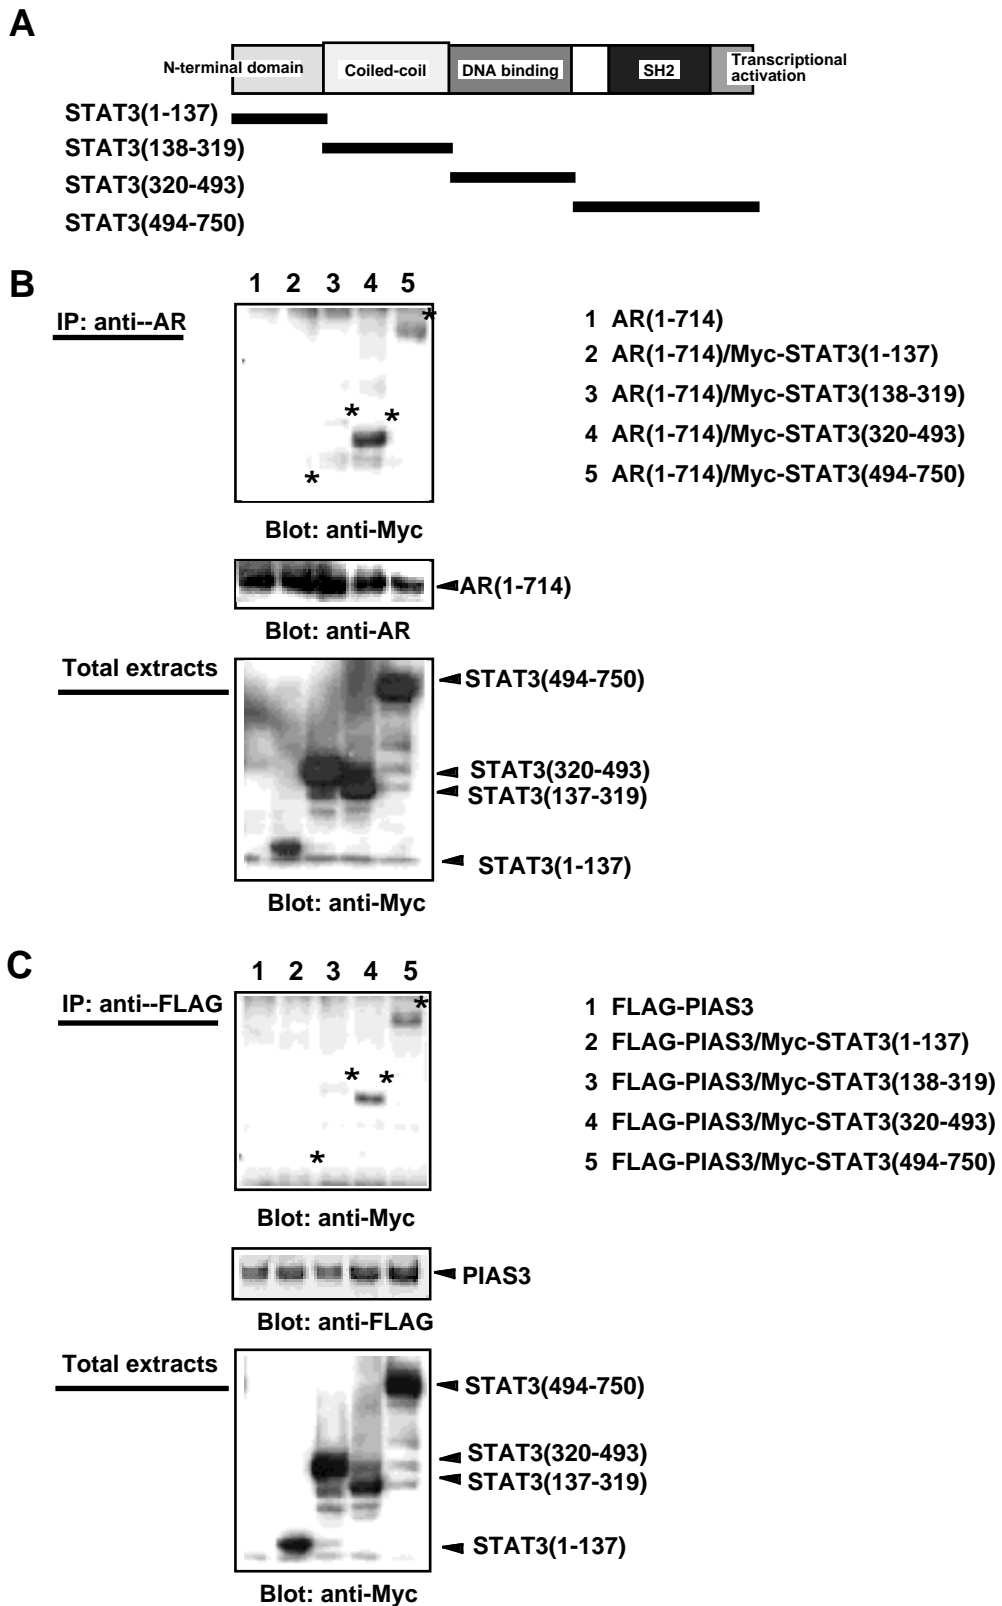 A
N-terminal domain Coiled-coil DNA binding SH2 Transcriptional
activation
STAT3(1-137)
STAT3(138-319)
STAT3(320-493)
STAT3(494-750)
B
1 2 3 4 5
IP: anti--AR
*
* *
*
Blot: anti-Myc
1 AR(1-714)
2 AR(1-714)/Myc-STAT3(1-137)
3 AR(1-714)/Myc-STAT3(138-319)
4 AR(1-714)/Myc-STAT3(320-493)
5 AR(1-714)/Myc-STAT3(494-750)
AR(1-714)
Blot: anti-AR
Total extracts
STAT3(494-750)
STAT3(320-493)
STAT3(137-319)
STAT3(1-137)
Blot: anti-Myc
C
1 2 3 4 5
IP: anti--FLAG
*
* *
*
Blot: anti-Myc
1 FLAG-PIAS3
2 FLAG-PIAS3/Myc-STAT3(1-137)
3 FLAG-PIAS3/Myc-STAT3(138-319)
4 FLAG-PIAS3/Myc-STAT3(320-493)
5 FLAG-PIAS3/Myc-STAT3(494-750)
PIAS3
Blot: anti-FLAG
Total extracts
STAT3(494-750)
STAT3(320-493)
STAT3(137-319)
STAT3(1-137)
Blot: anti-Myc